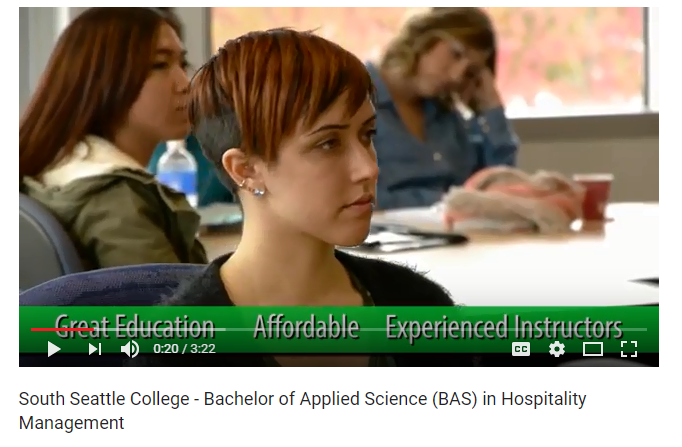 Great Education Affordable Experienced Instructors
0:20 / 3:22
CC
South Seattle College - Bachelor of Applied Science (BAS) in Hospitality
Management